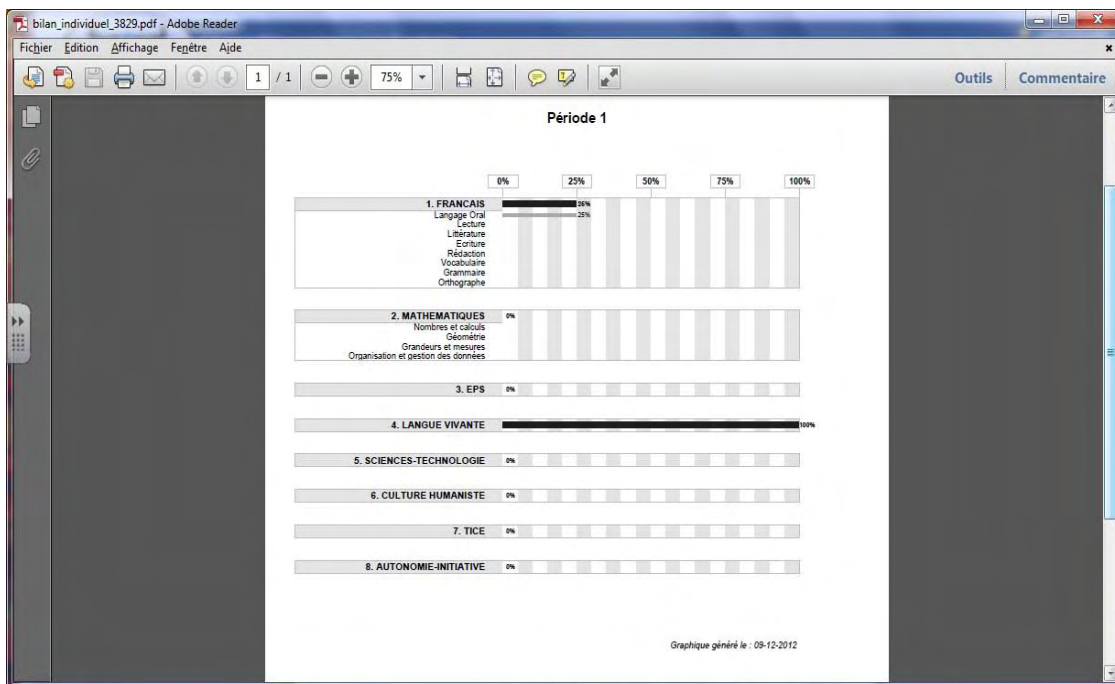 bilan_individuel_3829.pdf - Adobe Reader
Fichier Edition Affichage Fenêtre Aide
1 / 1 75% Outils Commentaire
Période 1
0% 25% 50% 75% 100%
1. FRANCAIS 25%
Langage Oral 25%
Lecture
Littérature
Ecriture
Rédaction
Vocabulaire
Grammaire
Orthographe
2. MATHEMATIQUES 0%
Nombres et calculs
Géométrie
Grandeurs et mesures
Organisation et gestion des données
3. EPS 0%
4. LANGUE VIVANTE 100%
5. SCIENCES-TECHNOLOGIE 0%
6. CULTURE HUMANISTE 0%
7. TICE 0%
8. AUTONOMIE-INITIATIVE 0%
Graphique généré le : 09-12-2012